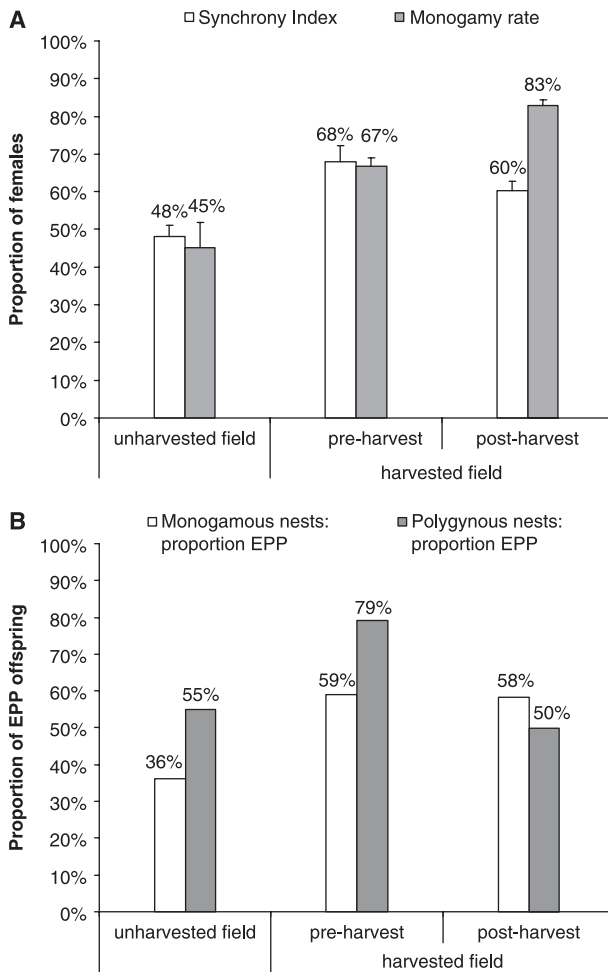 A
Synchrony Index
Monogamy rate
Proportion of females
100%
90%
80%
70%
60%
50%
40%
30%
20%
10%
0%
48%
45%
68%
67%
60%
83%
unharvested field
pre-harvest
post-harvest
harvested field
B
Monogamous nests:
proportion EPP
Polygynous nests:
proportion EPP
Proportion of EPP offspring
100%
90%
80%
70%
60%
50%
40%
30%
20%
10%
0%
36%
55%
59%
79%
58%
50%
unharvested field
pre-harvest
post-harvest
harvested field